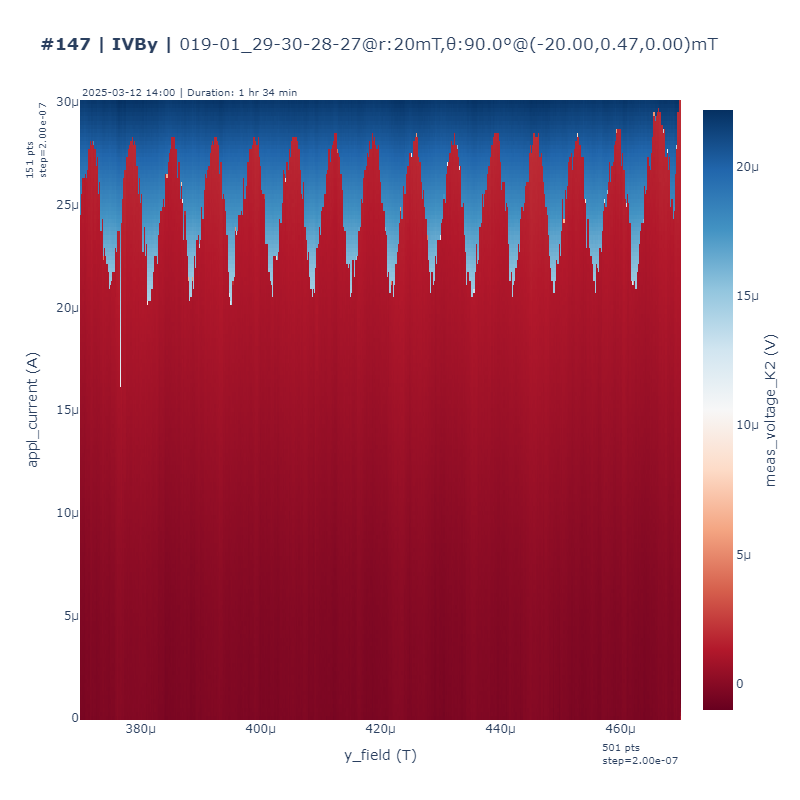 #147 | IVBy | 019-01_29-30-28-27@r:20mT,θ:90.0°@(-20.00,0.47,0.00)mT
2025-03-12 14:00 | Duration: 1 hr 34 min
151 pts
step=2.00e-07
appl_current (A)
30μ
25μ
20μ
15μ
10μ
5μ
0
380μ
400μ
420μ
440μ
460μ
y_field (T)
501 pts
step=2.00e-07
20μ
15μ
10μ
5μ
0
meas_voltage_K2 (V)